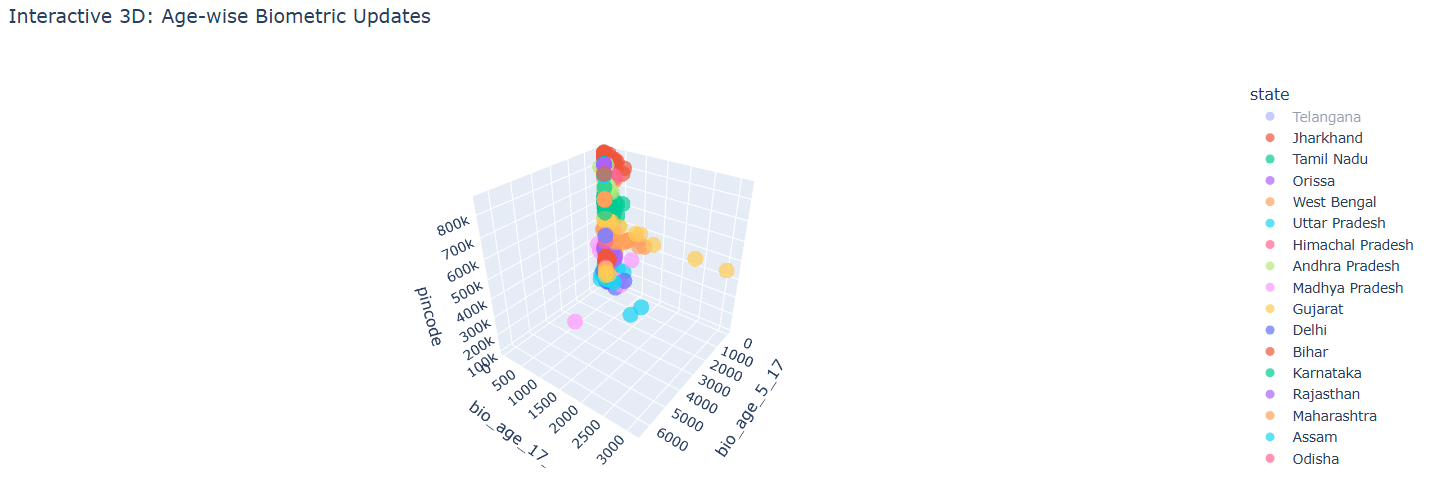 Interactive 3D: Age-wise Biometric Updates
state
Telangana
Jharkhand
Tamil Nadu
Orissa
West Bengal
Uttar Pradesh
Himachal Pradesh
Andhra Pradesh
Madhya Pradesh
Gujarat
Delhi
Bihar
Karnataka
Rajasthan
Maharashtra
Assam
Odisha
pincode
800k
700k
600k
500k
400k
300k
200k
100k
bio_age_17_
0
500
1000
1500
2000
2500
3000
bio_age_5_17
0
1000
2000
3000
4000
5000
6000